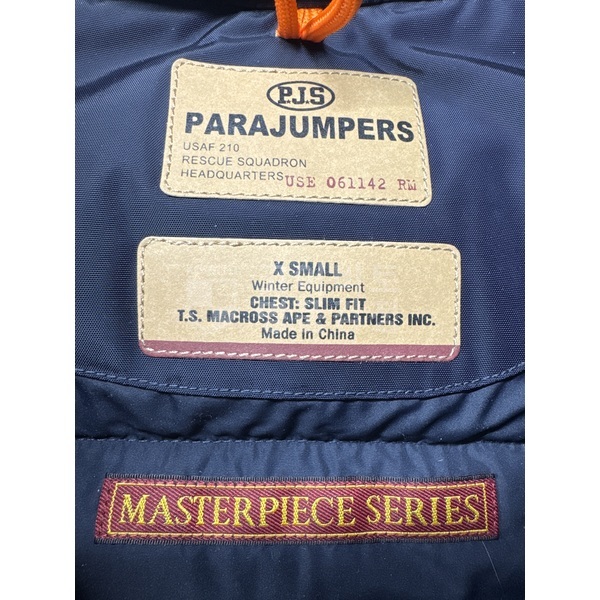 P.J.S
PARAJUMPERS
USAF 210
RESCUE SQUADRON
HEADQUARTERS USE 061142 RM
X SMALL
Winter Equipment
CHEST: SLIM FIT
T.S. MACROSS APE & PARTNERS INC.
Made in China
MASTERPIECE SERIES